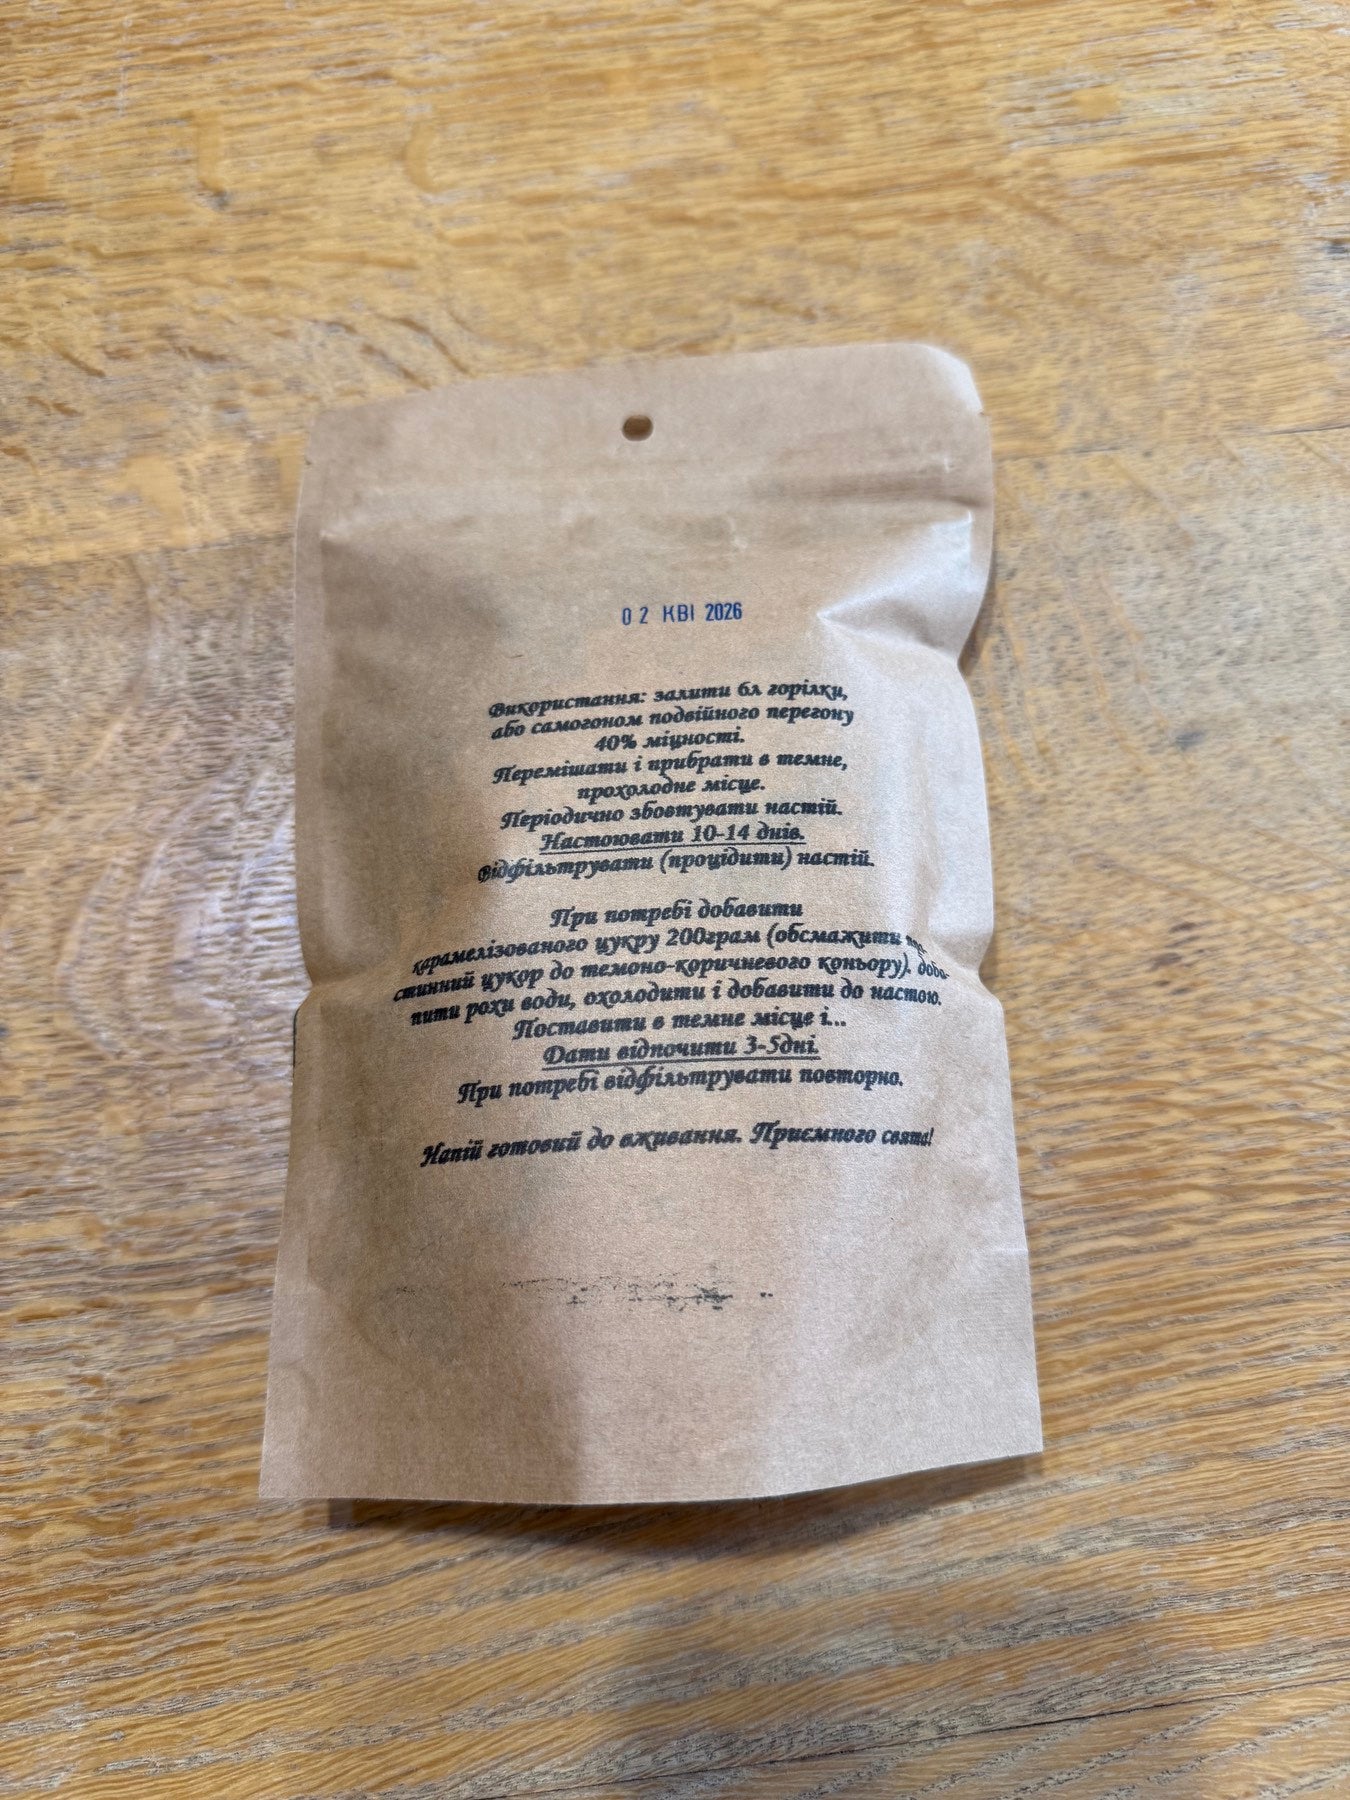 02 КВІ 2026
Використання: залити 6л горілки,
або самогоном подвійного перегону
40% міцності.
Перемішати і прибрати в темне,
прохолодне місце.
Періодично збовтувати настій.
Настоювати 10-14 днів.
Відфільтрувати (процідити) настій.
При потребі добавити
карамелізованого цукру 200грам (обсмажити
стинний цукор до темоно-коричневого коньору). доба-
пити рохи води, охолодити і добавити до настою.
Поставити в темне місце і...
Дати відпочити 3-5дні.
При потребі відфільтрувати повторно.
Напій готовий до вживання. Приємного свята!